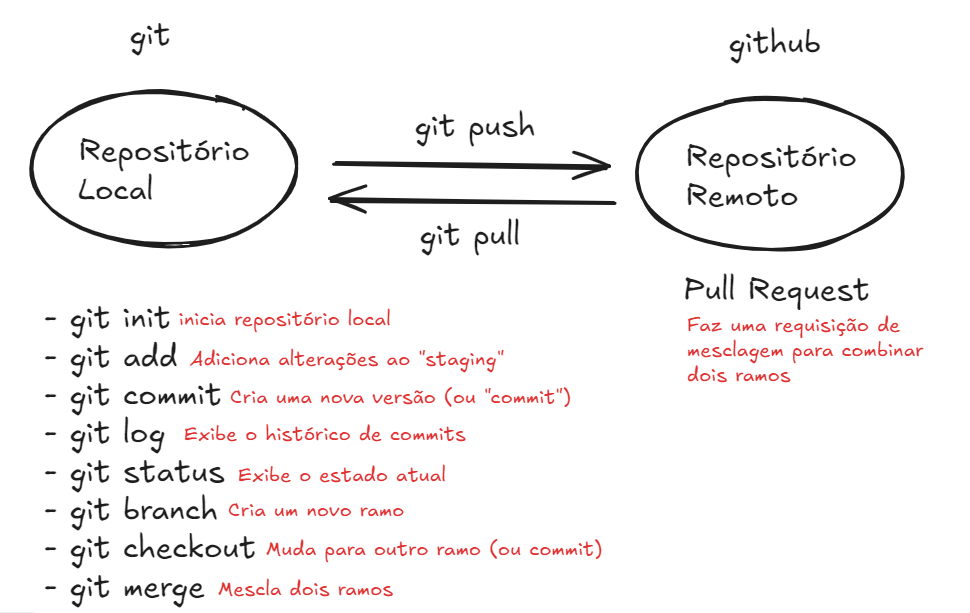 git
github
git push
Repositório
Local
Repositório
Remoto
git pull
Pull Request
Faz uma requisição de
mesclagem para combinar
dois ramos
- git init inicia repositório local
- git add Adiciona alterações ao "staging"
- git commit Cria uma nova versão (ou "commit")
- git log Exibe o histórico de commits
- git status Exibe o estado atual
- git branch Cria um novo ramo
- git checkout Muda para outro ramo (ou commit)
- git merge Mescla dois ramos